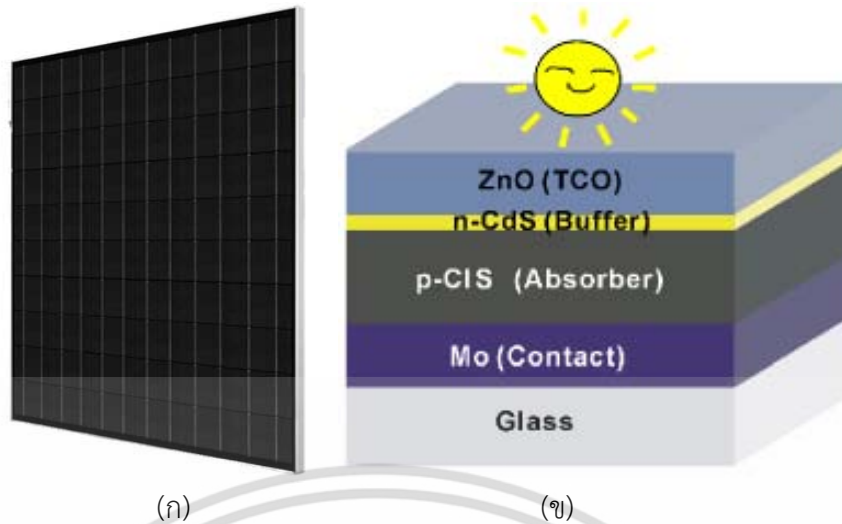 ZnO (TCO)
n-CdS (Buffer)
p-CIS (Absorber)
Mo (Contact)
Glass
(ก) (ข)